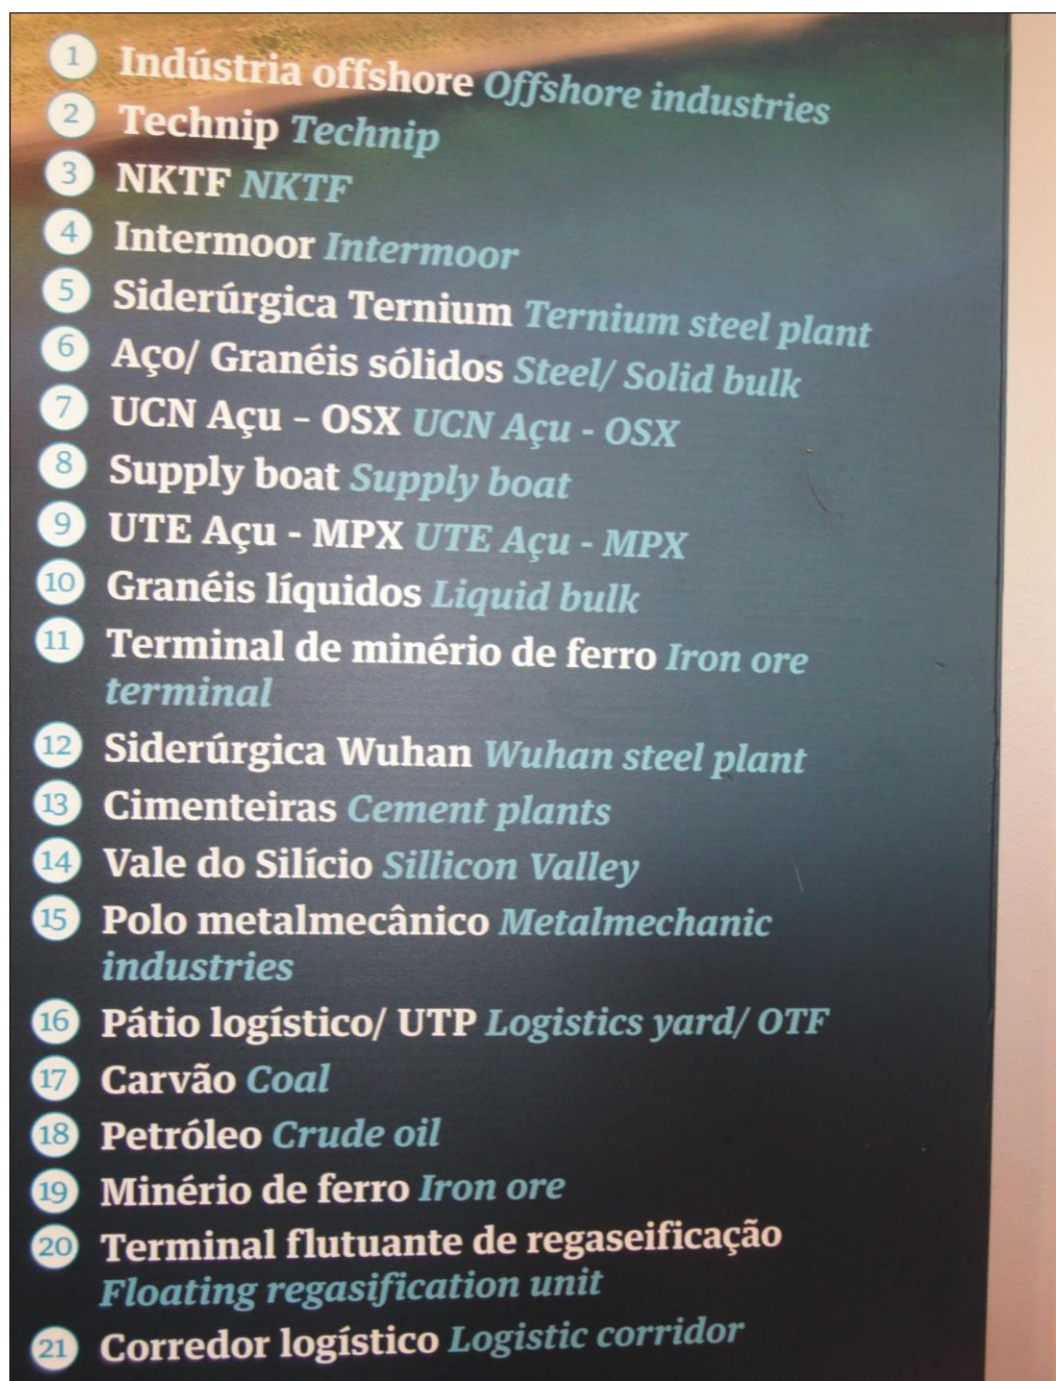 1 Indústria offshore Offshore industries
2 Technip Technip
3 NKTF NKTF
4 Intermoor Intermoor
5 Siderúrgica Ternium Ternium steel plant
6 Aço/ Granéis sólidos Steel/ Solid bulk
7 UCN Açu - OSX UCN Açu - OSX
8 Supply boat Supply boat
9 UTE Açu - MPX UTE Açu - MPX
10 Granéis líquidos Liquid bulk
11 Terminal de minério de ferro Iron ore
terminal
12 Siderúrgica Wuhan Wuhan steel plant
13 Cimenteiras Cement plants
14 Vale do Silício Sillicon Valley
15 Polo metalmecânico Metalmechanic
industries
16 Pátio logístico/ UTP Logistics yard/ OTF
17 Carvão Coal
18 Petróleo Crude oil
19 Minério de ferro Iron ore
20 Terminal flutuante de regaseificação
Floating regasification unit
21 Corredor logístico Logistic corridor